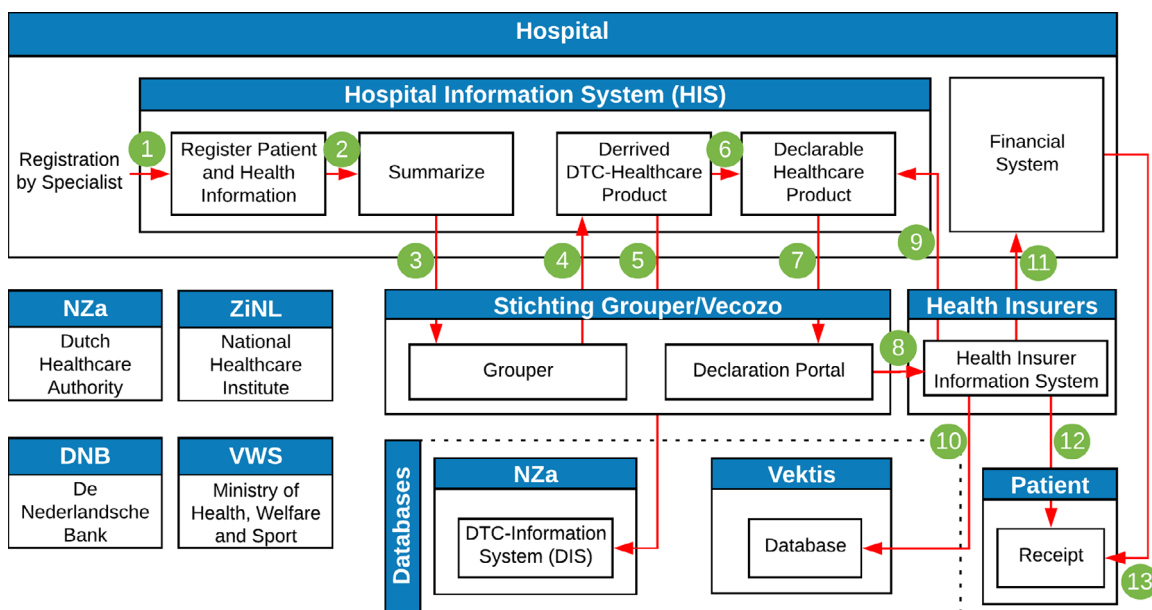 Hospital
Hospital Information System (HIS)
Registration
by Specialist
1
Register Patient
and Health
Information
2
Summarize
Derrived
DTC-Healthcare
Product
6
Declarable
Healthcare
Product
Financial
System
3
4
5
7
9
11
NZa
Dutch
Healthcare
Authority
ZiNL
National
Healthcare
Institute
Stichting Grouper/Vecozo
Grouper
Declaration Portal
8
Health Insurers
Health Insurer
Information System
DNB
De
Nederlandsche
Bank
VWS
Ministry of
Health, Welfare
and Sport
Databases
NZa
DTC-Information
System (DIS)
Vektis
Database
10
12
Patient
Receipt
13